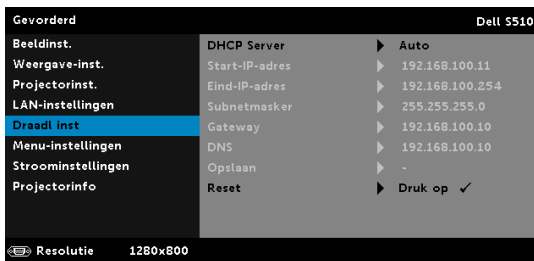 Gevorderd Dell S510
Beeldinst. DHCP Server Auto
Weergave-inst. Start-IP-adres 192.168.100.11
Projectorinst. Eind-IP-adres 192.168.100.254
LAN-instellingen Subnetmasker 255.255.255.0
Draadl inst Gateway 192.168.100.10
Menu-instellingen DNS 192.168.100.10
Stroominstellingen Opslaan -
Projectorinfo Reset Druk op ✓
Resolutie 1280x800